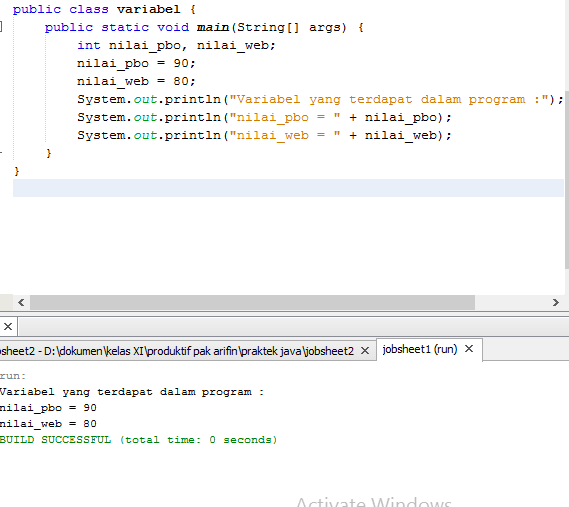 public class variabel {
public static void main(String[] args) {
int nilai_pbo, nilai_web;
nilai_pbo = 90;
nilai_web = 80;
System.out.println("Variabel yang terdapat dalam program :");
System.out.println("nilai_pbo = " + nilai_pbo);
System.out.println("nilai_web = " + nilai_web);
}
}
bsheet2 - D:\dokumen\kelas XI\produktif pak arifin\praktek java\jobsheet2
jobsheet1 (run)
run:
Variabel yang terdapat dalam program :
nilai_pbo = 90
nilai_web = 80
BUILD SUCCESSFUL (total time: 0 seconds)
Activate Windows